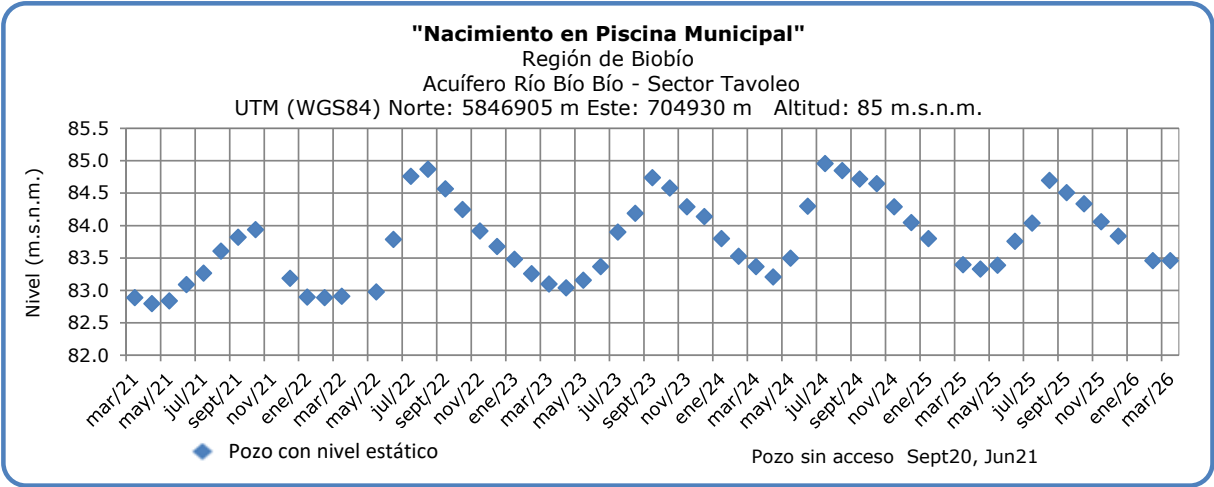 "Nacimiento en Piscina Municipal"
Región de Biobío
Acuífero Río Bío Bío - Sector Tavoleo
UTM (WGS84) Norte: 5846905 m Este: 704930 m Altitud: 85 m.s.n.m.
Nivel (m.s.n.m.)
85.5
85.0
84.5
84.0
83.5
83.0
82.5
82.0
mar/21
may/21
jul/21
sept/21
nov/21
ene/22
mar/22
may/22
jul/22
sept/22
nov/22
ene/23
mar/23
may/23
jul/23
sept/23
nov/23
ene/24
mar/24
may/24
jul/24
sept/24
nov/24
ene/25
mar/25
may/25
jul/25
sept/25
nov/25
ene/26
mar/26
Pozo con nivel estático
Pozo sin acceso Sept20, Jun21